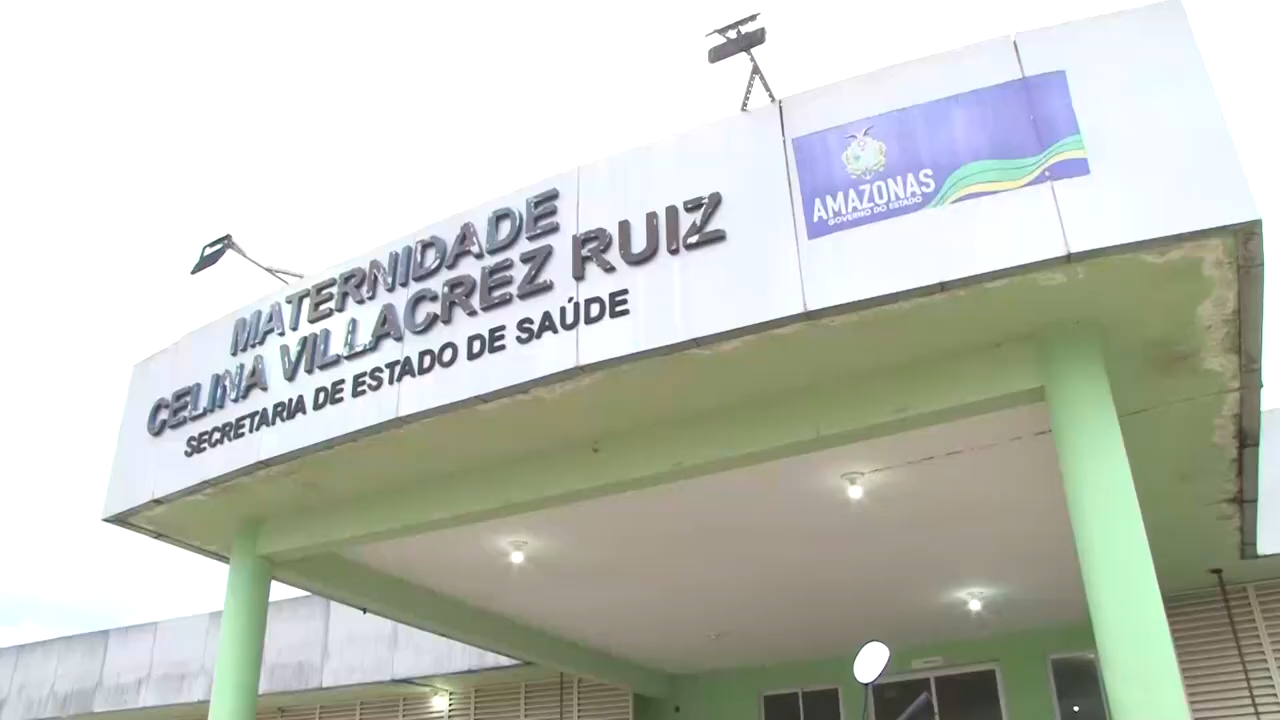 MATERNIDADE
CELINA VILLACREZ RUIZ
SECRETARIA DE ESTADO DE SAÚDE
AMAZONAS
GOVERNO DO ESTADO